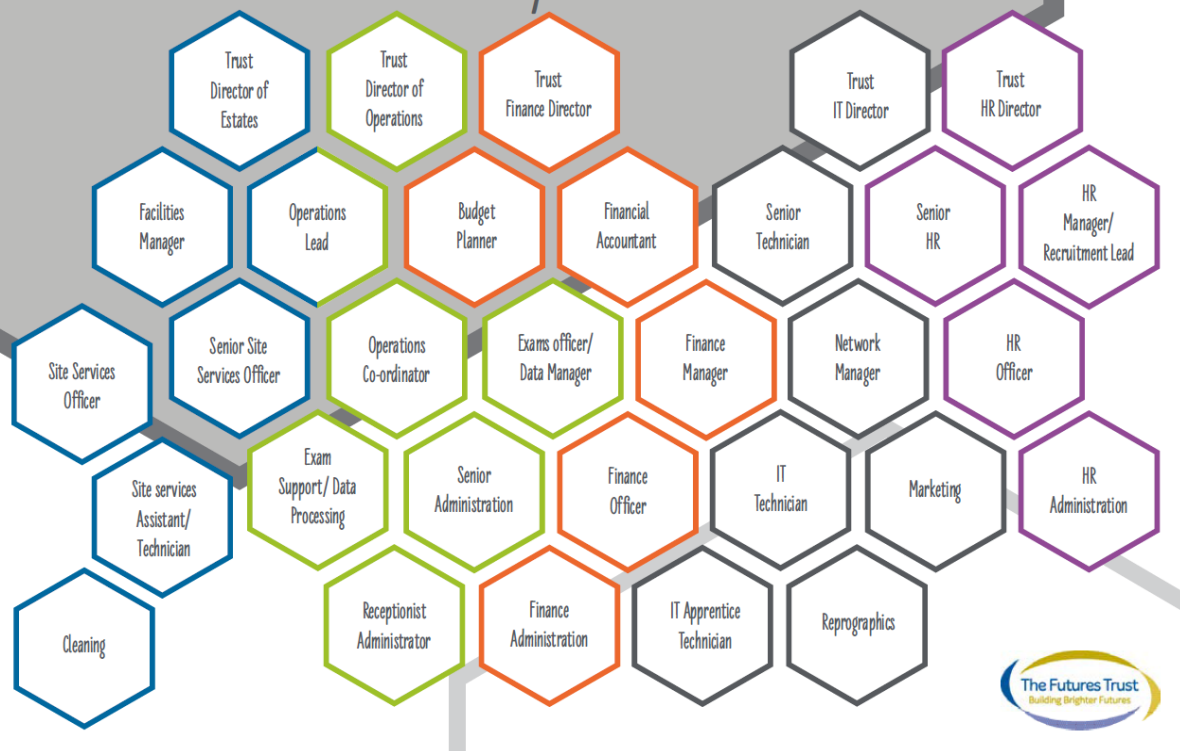 Trust
Director of
Estates
Trust
Director of
Operations
Trust
Finance Director
Trust
IT Director
Trust
HR Director
Facilities
Manager
Operations
Lead
Budget
Planner
Financial
Accountant
Senior
Technician
Senior
HR
HR
Manager/
Recruitment Lead
Site Services
Officer
Senior Site
Services Officer
Operations
Co-ordinator
Exams officer/
Data Manager
Finance
Manager
Network
Manager
HR
Officer
Site services
Assistant/
Technician
Exam
Support/ Data
Processing
Senior
Administration
Finance
Officer
IT
Technician
Marketing
HR
Administration
Cleaning
Receptionist
Administrator
Finance
Administration
IT Apprentice
Technician
Reprographics
The Futures Trust
Building Brighter Futures